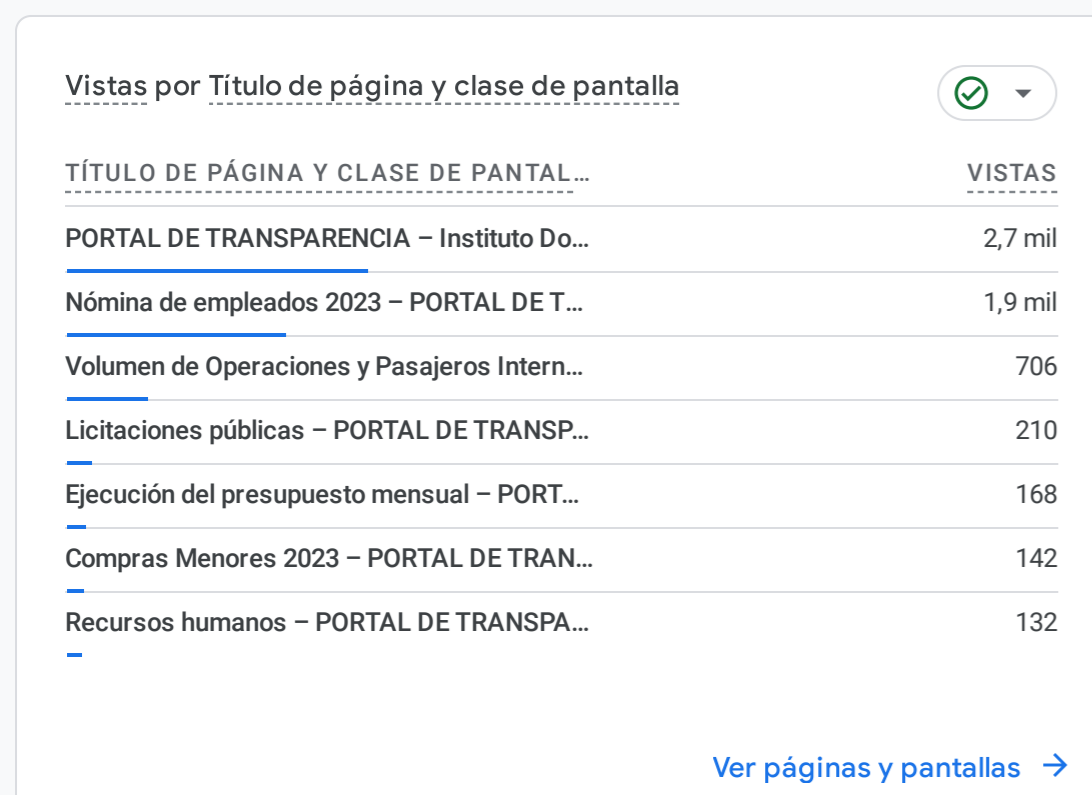 Vistas por Título de página y clase de pantalla
TÍTULO DE PÁGINA Y CLASE DE PANTAL… VISTAS
PORTAL DE TRANSPARENCIA – Instituto Do… 2,7 mil
Nómina de empleados 2023 – PORTAL DE T… 1,9 mil
Volumen de Operaciones y Pasajeros Intern… 706
Licitaciones públicas – PORTAL DE TRANSP… 210
Ejecución del presupuesto mensual – PORT… 168
Compras Menores 2023 – PORTAL DE TRAN… 142
Recursos humanos – PORTAL DE TRANSPA… 132
Ver páginas y pantallas